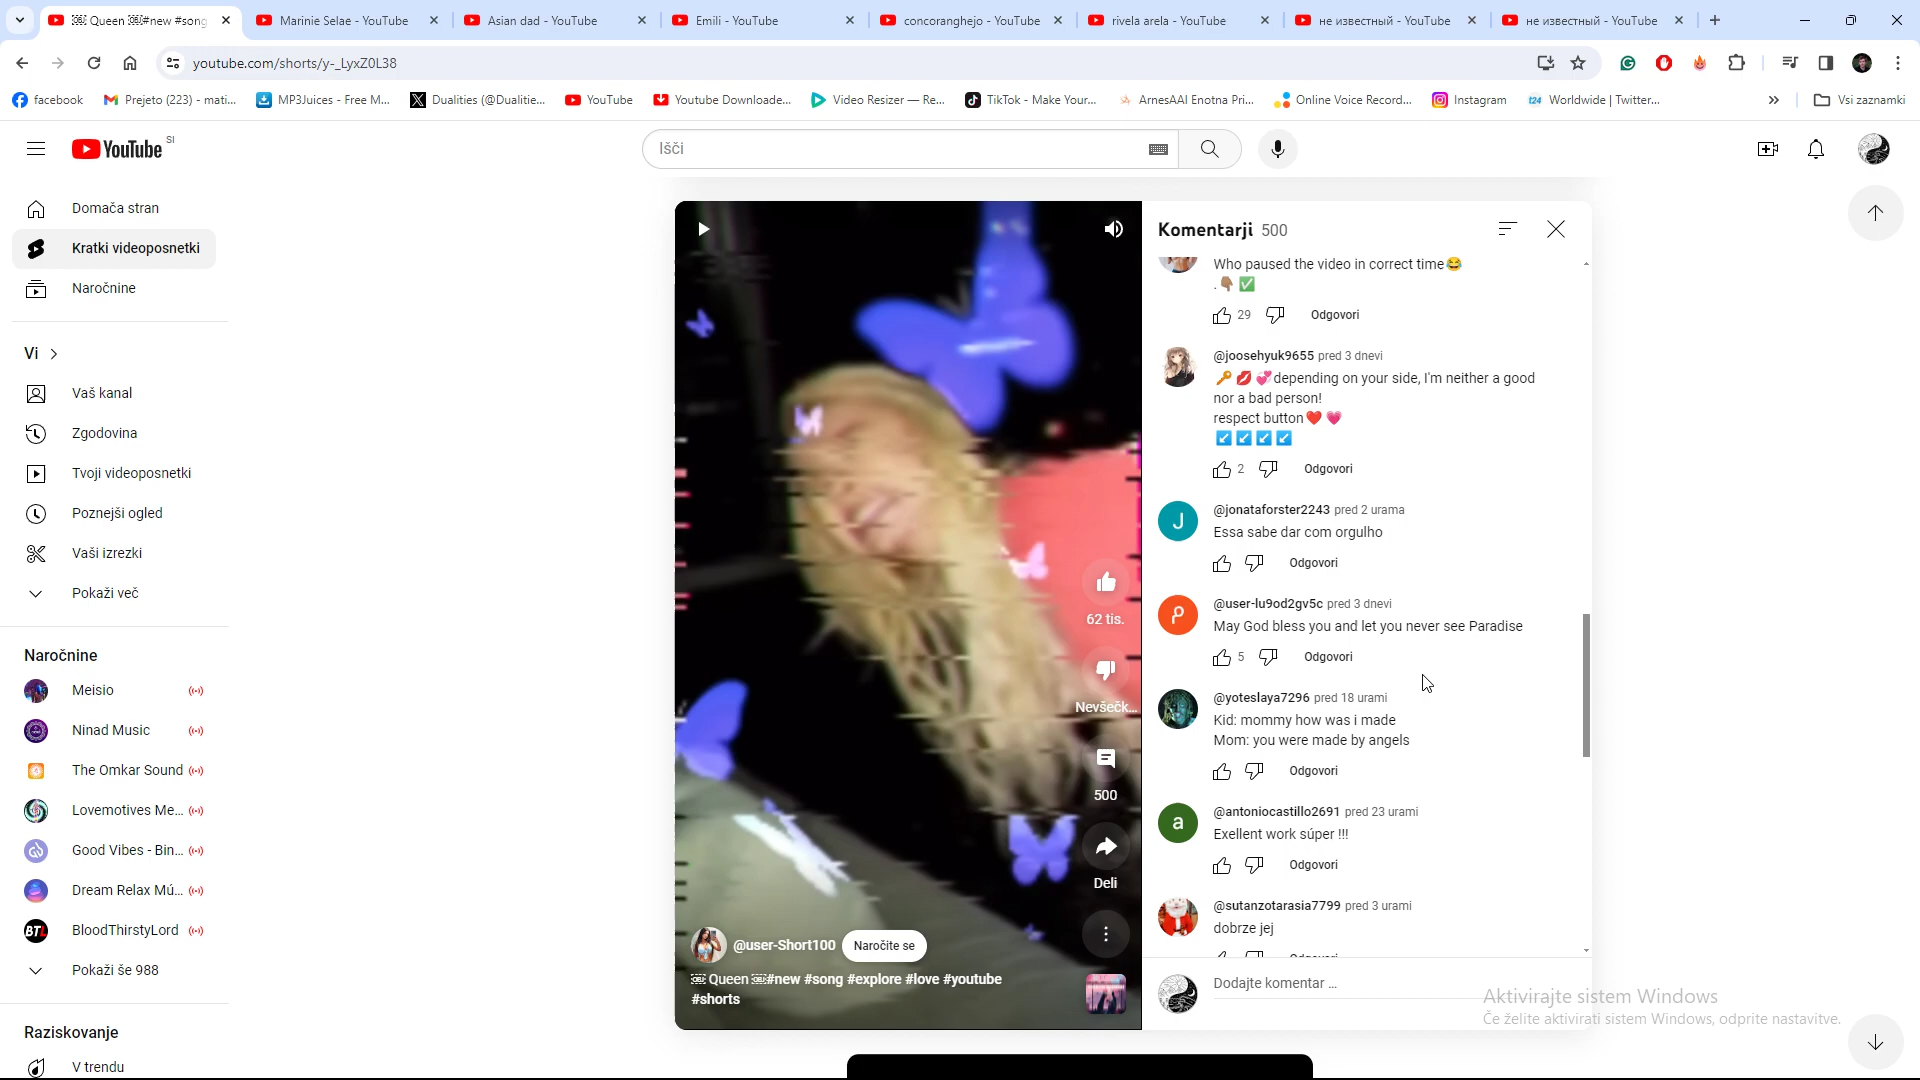 Queen #new #song
Marinie Selae - YouTube
Asian dad - YouTube
Emili - YouTube
concoranghejo - YouTube
rivela arela - YouTube
не известный - YouTube
не известный - YouTube
youtube.com/shorts/y-_LyxZ0L38
facebook
Prejeto (223) - mati...
MP3Juices - Free M...
Dualities (@Dualitie...
YouTube
Youtube Downloade...
Video Resizer — Re...
TikTok - Make Your...
ArnesAAI Enotna Pri...
Online Voice Record...
Instagram
Worldwide | Twitter...
»
Vsi zaznamki
YouTube SI
Išči
Domača stran
Kratki videoposnetki
Naročnine
Vi
Vaš kanal
Zgodovina
Tvoji videoposnetki
Poznejši ogled
Vaši izrezki
Pokaži več
Naročnine
Meisio
Ninad Music
The Omkar Sound
Lovemotives Me...
Good Vibes - Bin...
Dream Relax Mú...
BloodThirstyLord
Pokaži še 988
Raziskovanje
V trendu
62 tis.
Nevšečk...
500
Deli
@user-Short100 Naročite se
Queen #new #song #explore #love #youtube
#shorts
Komentarji 500
Who paused the video in correct time😂
.👇🏽✅
29 Odgovori
@joosehyuk9655 pred 3 dnevi
🔑💋💞depending on your side, I'm neither a good
nor a bad person!
respect button❤️💗
↙️↙️↙️↙️
2 Odgovori
@jonataforster2243 pred 2 urama
Essa sabe dar com orgulho
Odgovori
@user-lu9od2gv5c pred 3 dnevi
May God bless you and let you never see Paradise
5 Odgovori
@yoteslaya7296 pred 18 urami
Kid: mommy how was i made
Mom: you were made by angels
Odgovori
@antoniocastillo2691 pred 23 urami
Exellent work súper !!!
Odgovori
@sutanzotarasia7799 pred 3 urami
dobrze jej
Dodajte komentar ...
Aktivirajte sistem Windows
Če želite aktivirati sistem Windows, odprite nastavitve.